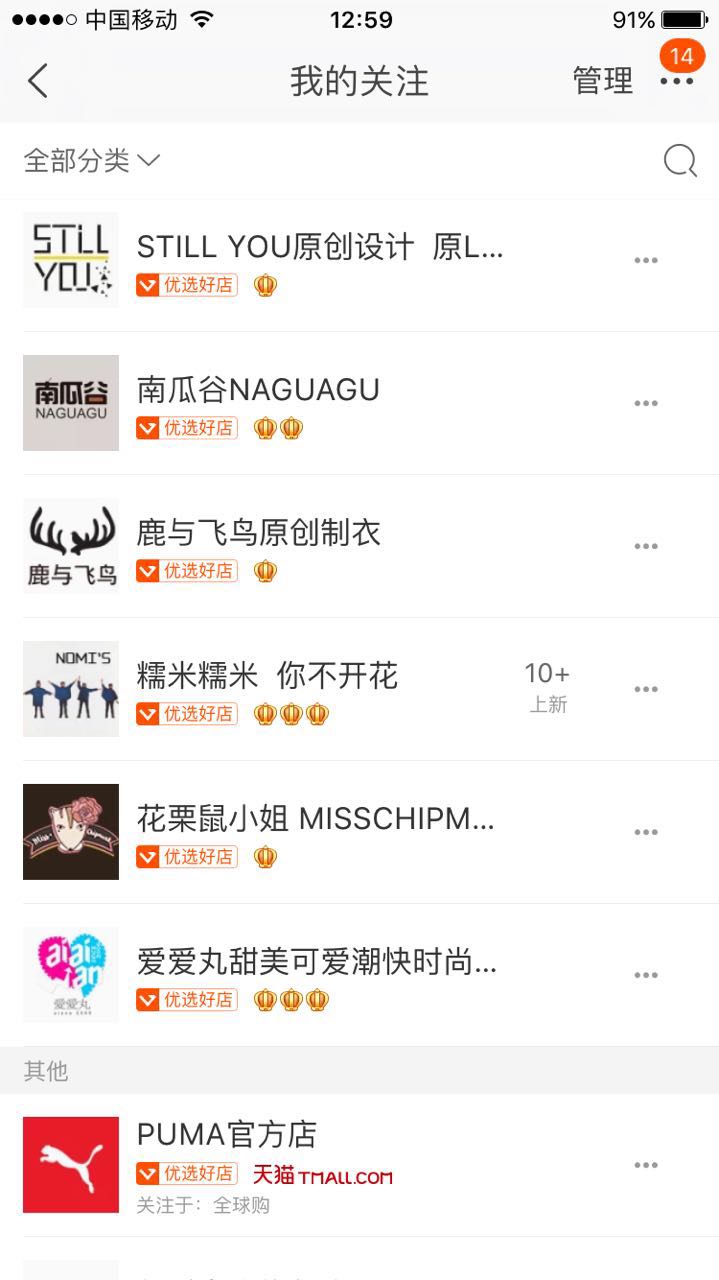 中国移动 12:59 91%
我的关注 管理 14
全部分类
STILL YOU
STILL YOU原创设计 原L...
优选好店
南瓜谷 NAGUAGU
南瓜谷NAGUAGU
优选好店
鹿与飞鸟
鹿与飞鸟原创制衣
优选好店
NOMI'S
糯米糯米 你不开花
优选好店
10+
上新
Miss Chipmunk
花栗鼠小姐 MISSCHIPM...
优选好店
爱爱丸
爱爱丸甜美可爱潮快时尚...
优选好店
其他
PUMA官方店
优选好店 天猫TMALL.COM
关注于：全球购